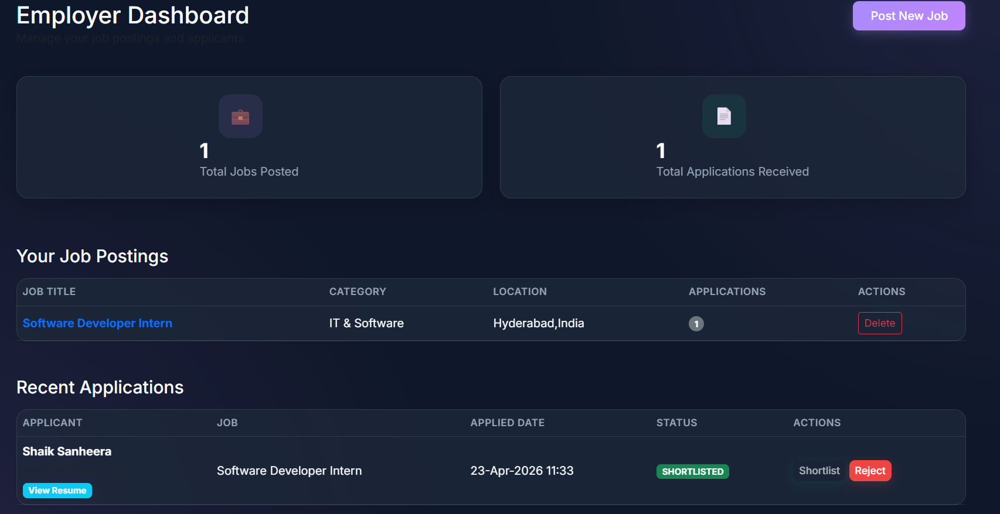 Employer Dashboard
Post New Job
Manage your job postings and applicants.
1
Total Jobs Posted
1
Total Applications Received
Your Job Postings
JOB TITLE CATEGORY LOCATION APPLICATIONS ACTIONS
Software Developer Intern IT & Software Hyderabad,India 1 Delete
Recent Applications
APPLICANT JOB APPLIED DATE STATUS ACTIONS
Shaik Sanheera
Software Developer Intern 23-Apr-2026 11:33 SHORTLISTED Shortlist Reject
View Resume